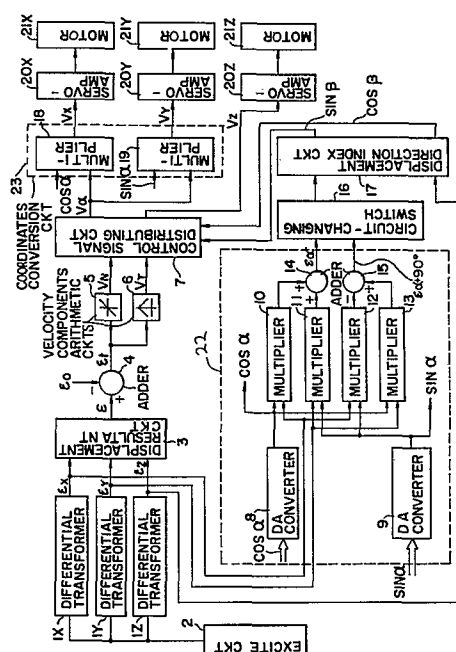 21X
MOTOR
20X
SERVO-
AMP
VX
21Y
MOTOR
20Y
SERVO-
AMP
VY
21Z
MOTOR
20Z
SERVO-
AMP
VZ
23
18
MULTI-
PLIER
COSα
Vα
MULTI-
PLIER
SINα
19
COORDINATES
CONVERSION
CKT
CONTROL SIGNAL
DISTRIBUTING CKT
7
SIN β
COS β
DISPLACEMENT
DIRECTION INDEX CKT
17
CIRCUIT-CHANGING
SWITCH
16
VELOCITY
COMPONENTS
ARITHMETIC
CKTS
5
VN
6
VT
εt
ε0
4
+
-
ADDER
ε
DISPLACEMENT
RESULTANT
CKT
3
εX
εY
εZ
1X
DIFFERENTIAL
TRANSFORMER
1Y
DIFFERENTIAL
TRANSFORMER
1Z
DIFFERENTIAL
TRANSFORMER
2
EXCITE CKT
22
COS α
10
MULTIPLIER
11
MULTIPLIER
12
MULTIPLIER
13
MULTIPLIER
14
+
+
εα
ADDER
15
-
+
εα+90°
SIN α
8
DA
CONVERTER
COSα
9
DA
CONVERTER
SINα